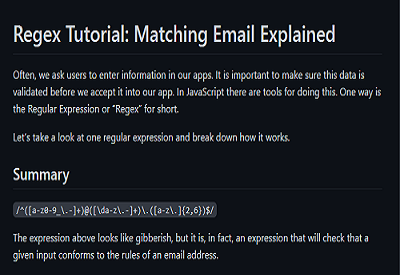 Regex Tutorial: Matching Email Explained
Often, we ask users to enter information in our apps. It is important to make sure this data is
validated before we accept it into our app. In JavaScript there are tools for doing this. One way is
the Regular Expression or “Regex” for short.
Let's take a look at one regular expression and break down how it works.
Summary
/^([a-z0-9_\.-]+)@([\da-z\.-]+)\.([a-z\.]{2,6})$/
The expression above looks like gibberish, but it is, in fact, an expression that will check that a
given input conforms to the rules of an email address.